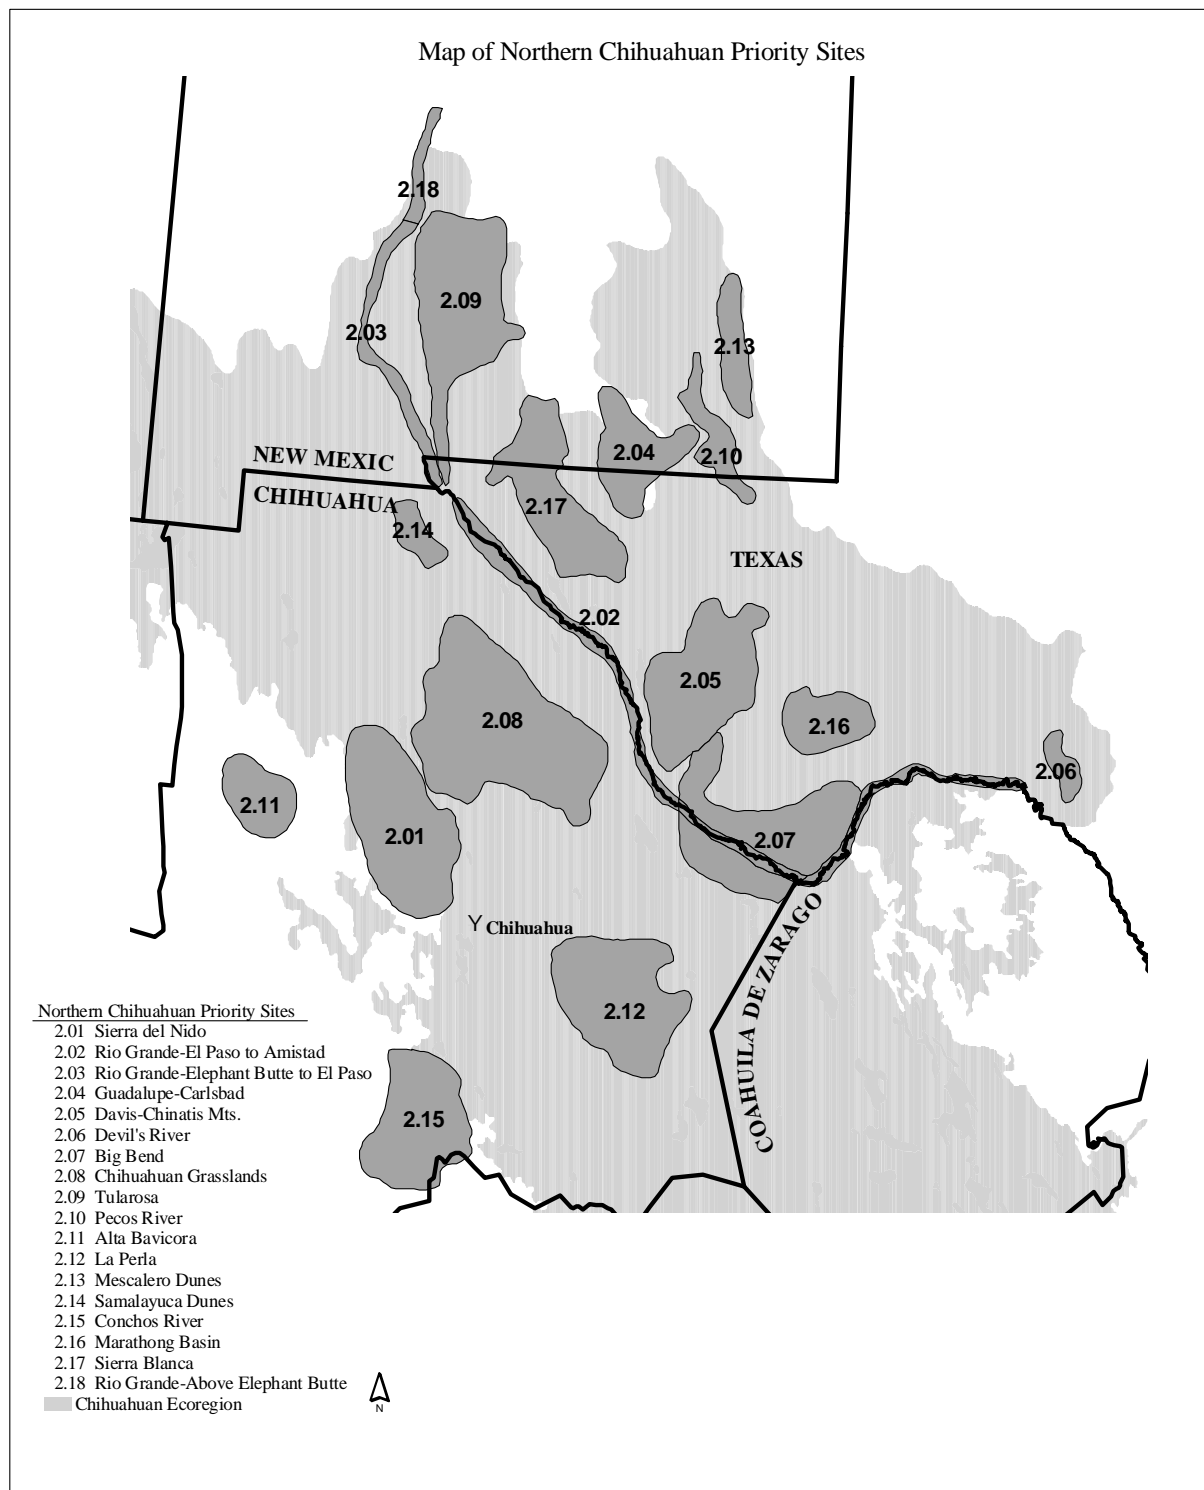 Map of Northern Chihuahuan Priority Sites
2.18
2.09
2.03
2.13
2.04
2.10
NEW MEXIC
CHIHUAHUA
2.17
2.14
TEXAS
2.02
2.05
2.08
2.16
2.06
2.11
2.01
2.07
Y Chihuahua
COAHUILA DE ZARAGO
2.12
2.15
Northern Chihuahuan Priority Sites
2.01 Sierra del Nido
2.02 Rio Grande-El Paso to Amistad
2.03 Rio Grande-Elephant Butte to El Paso
2.04 Guadalupe-Carlsbad
2.05 Davis-Chinatis Mts.
2.06 Devil's River
2.07 Big Bend
2.08 Chihuahuan Grasslands
2.09 Tularosa
2.10 Pecos River
2.11 Alta Bavicora
2.12 La Perla
2.13 Mescalero Dunes
2.14 Samalayuca Dunes
2.15 Conchos River
2.16 Marathong Basin
2.17 Sierra Blanca
2.18 Rio Grande-Above Elephant Butte
Chihuahuan Ecoregion
N